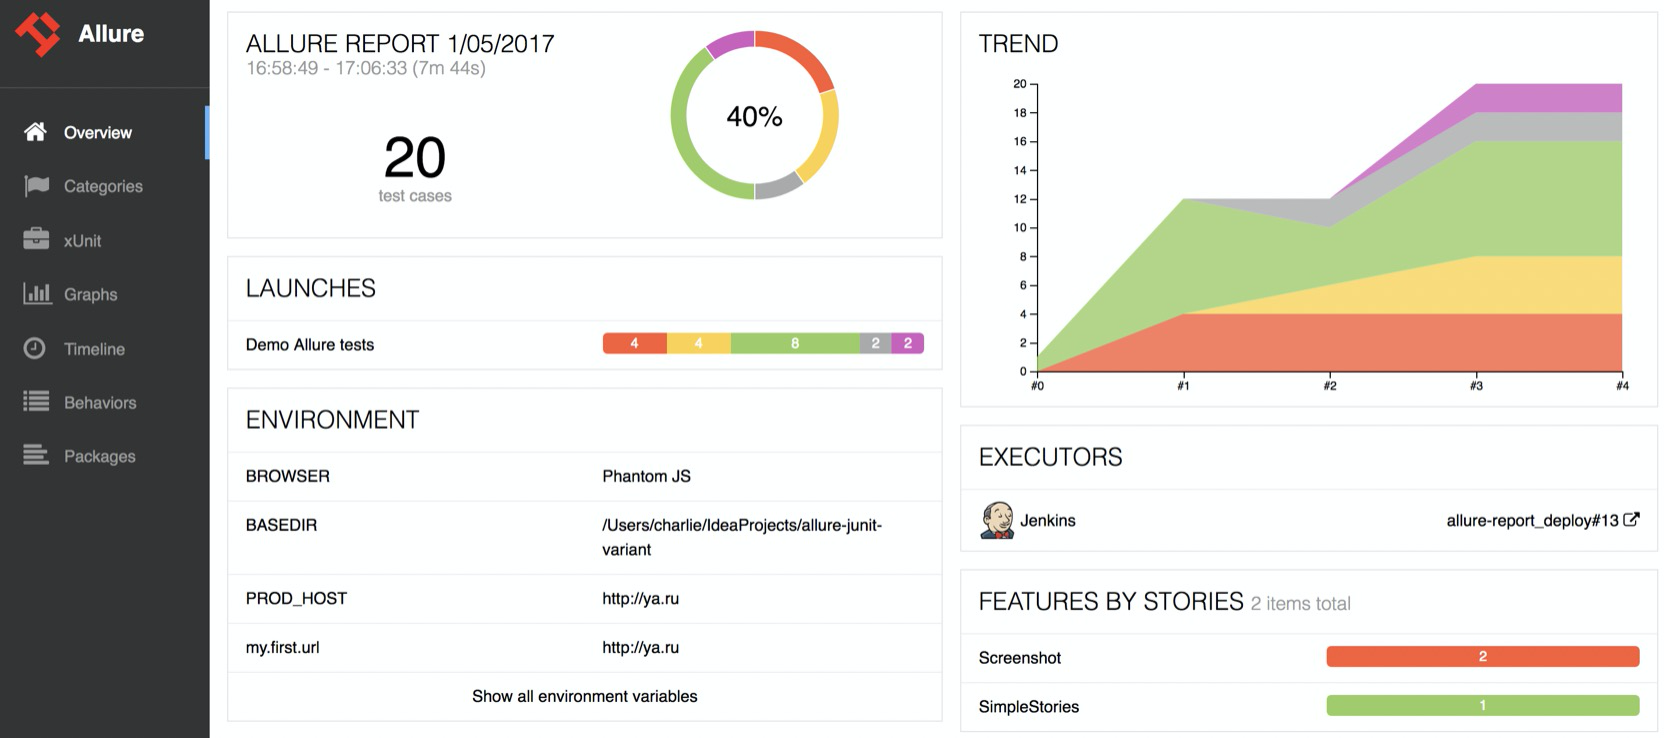 Allure
Overview
Categories
xUnit
Graphs
Timeline
Behaviors
Packages
ALLURE REPORT 1/05/2017
16:58:49 - 17:06:33 (7m 44s)
20
test cases
40%
LAUNCHES
Demo Allure tests
4 4 8 2 2
ENVIRONMENT
BROWSER Phantom JS
BASEDIR /Users/charlie/IdeaProjects/allure-junit-
variant
PROD_HOST http://ya.ru
my.first.url http://ya.ru
Show all environment variables
TREND
20
18
16
14
12
10
8
6
4
2
0
#0 #1 #2 #3 #4
EXECUTORS
Jenkins allure-report_deploy#13
FEATURES BY STORIES 2 items total
Screenshot 2
SimpleStories 1